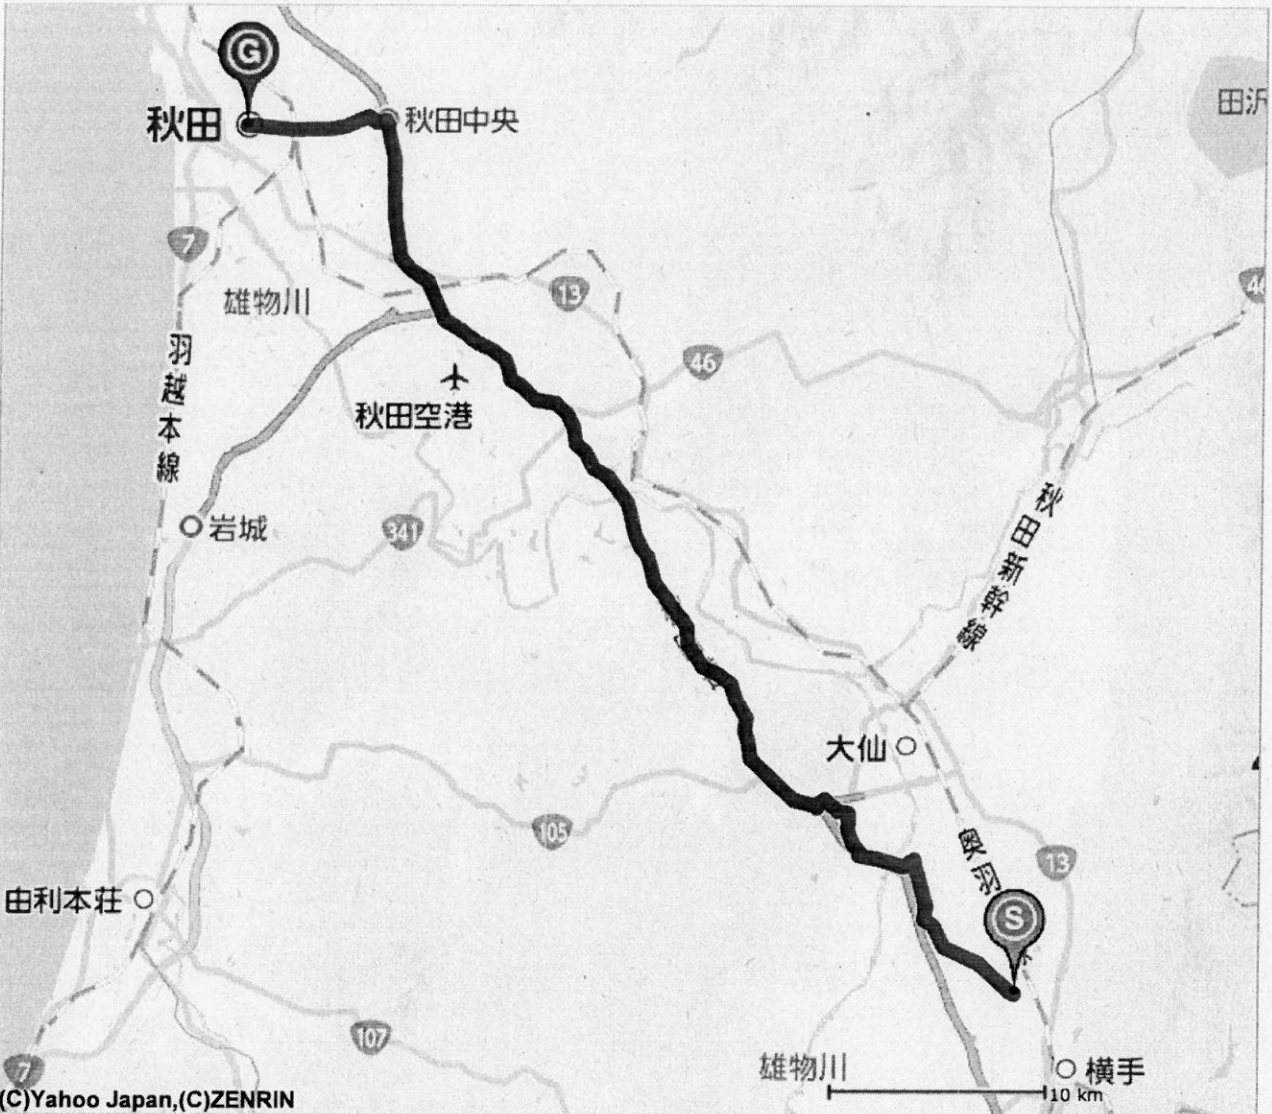 G
秋田
秋田中央
田沢
7
雄物川
13
46
46
羽越本線
秋田空港
岩城
341
秋田新幹線
大仙
105
奥羽
13
由利本荘
S
107
7
雄物川
横手
10 km
(C)Yahoo Japan,(C)ZENRIN